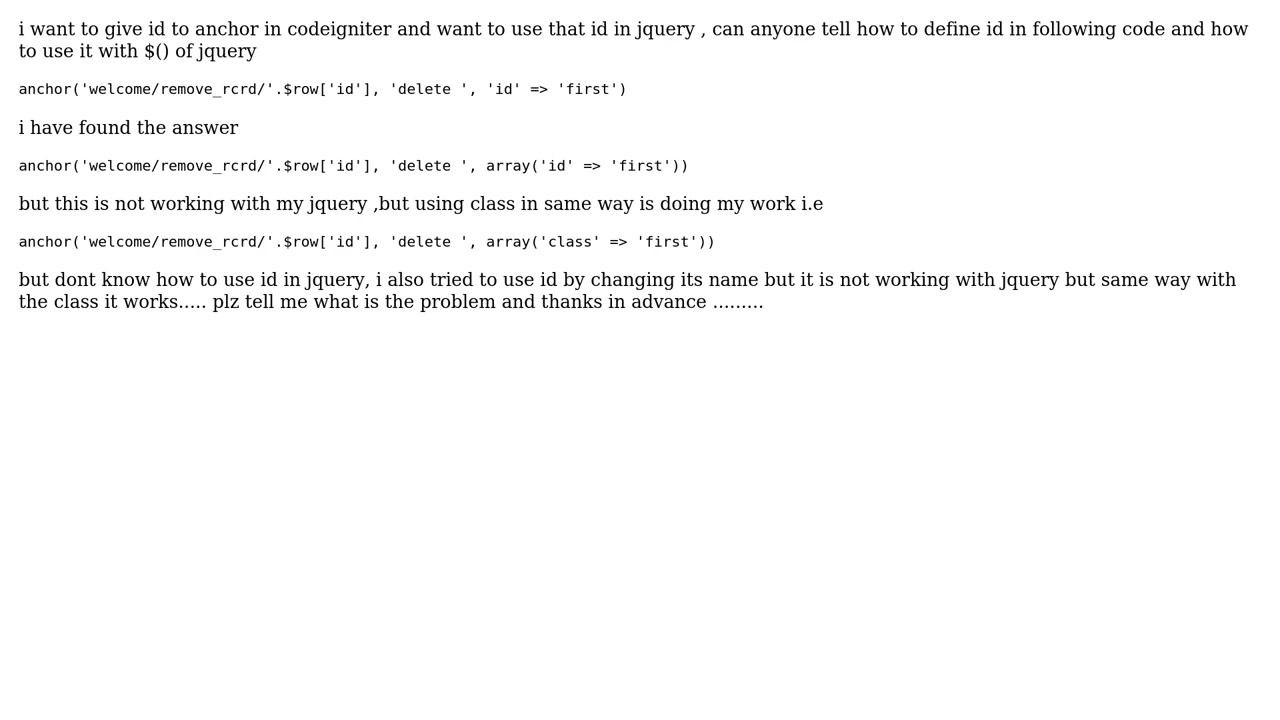 i want to give id to anchor in codeigniter and want to use that id in jquery , can anyone tell how to define id in following code and how
to use it with $() of jquery
anchor('welcome/remove_rcrd/'.$row['id'], 'delete ', 'id' => 'first')
i have found the answer
anchor('welcome/remove_rcrd/'.$row['id'], 'delete ', array('id' => 'first'))
but this is not working with my jquery ,but using class in same way is doing my work i.e
anchor('welcome/remove_rcrd/'.$row['id'], 'delete ', array('class' => 'first'))
but dont know how to use id in jquery, i also tried to use id by changing its name but it is not working with jquery but same way with
the class it works..... plz tell me what is the problem and thanks in advance .........